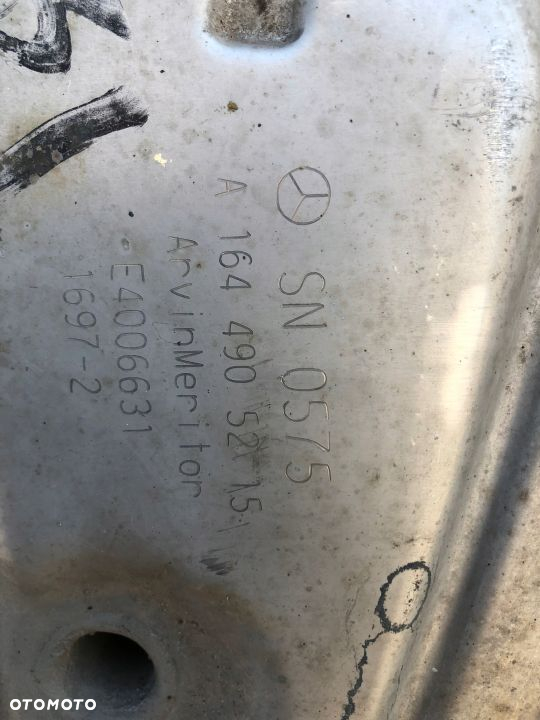 SN 0575
A 164 490 52 15
ArvinMeritor
E4006631
1697-2
OTOMOTO